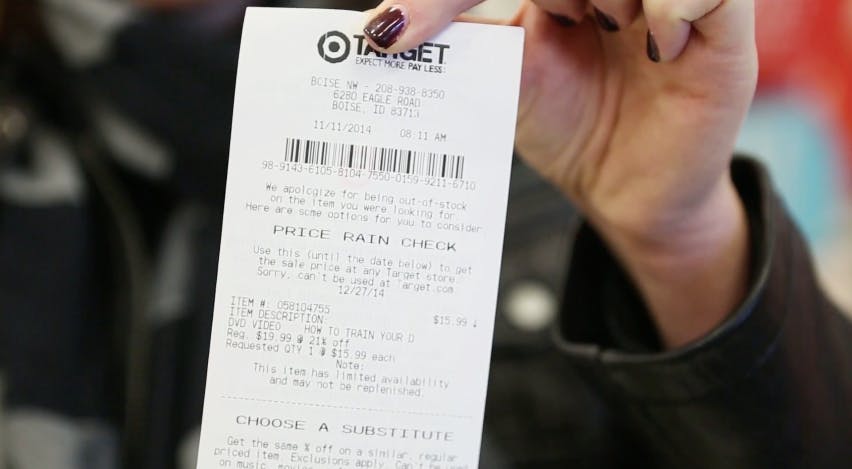 TARGET
EXPECT MORE PAY LESS.
BOISE NW - 208-938-8350
6280 EAGLE ROAD
BOISE, ID 83713
11/11/2014 08:11 AM
98-9143-6105-8104-7550-0159-9211-6710
We apologize for being out-of-stock
on the item you were looking for.
Here are some options for you to consider
PRICE RAIN CHECK
Use this (until the date below) to get
the sale price at any Target store.
Sorry, can't be used at Target.com
12/27/14
ITEM #: 058104755
ITEM DESCRIPTION: $15.99 ↓
DVD VIDEO HOW TO TRAIN YOUR D
Reg. $19.99 @ 21% off
Requested QTY 1 @ $15.99 each
Note:
This item has limited availability
and may not be replenished.
CHOOSE A SUBSTITUTE
Get the same % off on a similar, regular
priced item. Exclusions apply. Can't be used
on music,